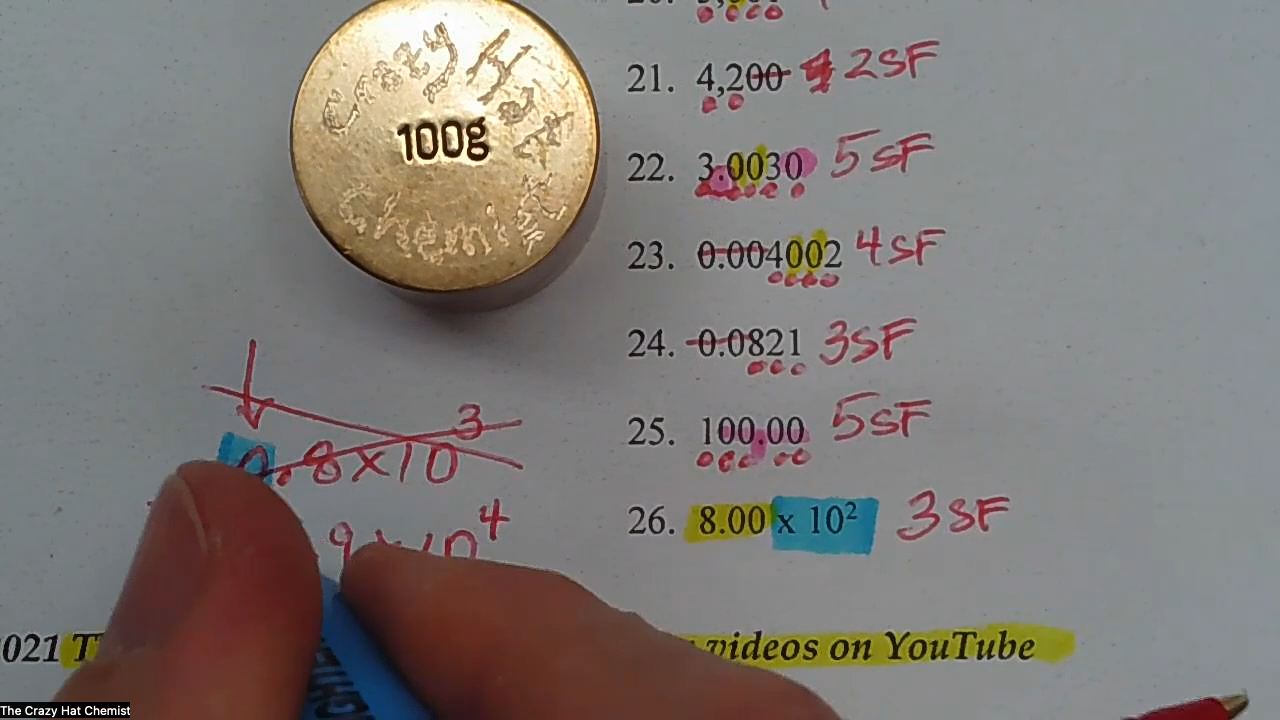 Crazy Hat
100g
Chemist
21. 4,200 2SF
22. 3.0030 5SF
23. 0.004002 4SF
24. 0.0821 3SF
25. 100.00 5SF
26. 8.00 x 10² 3SF
3
8x10
9x10⁴
videos on YouTube
The Crazy Hat Chemist